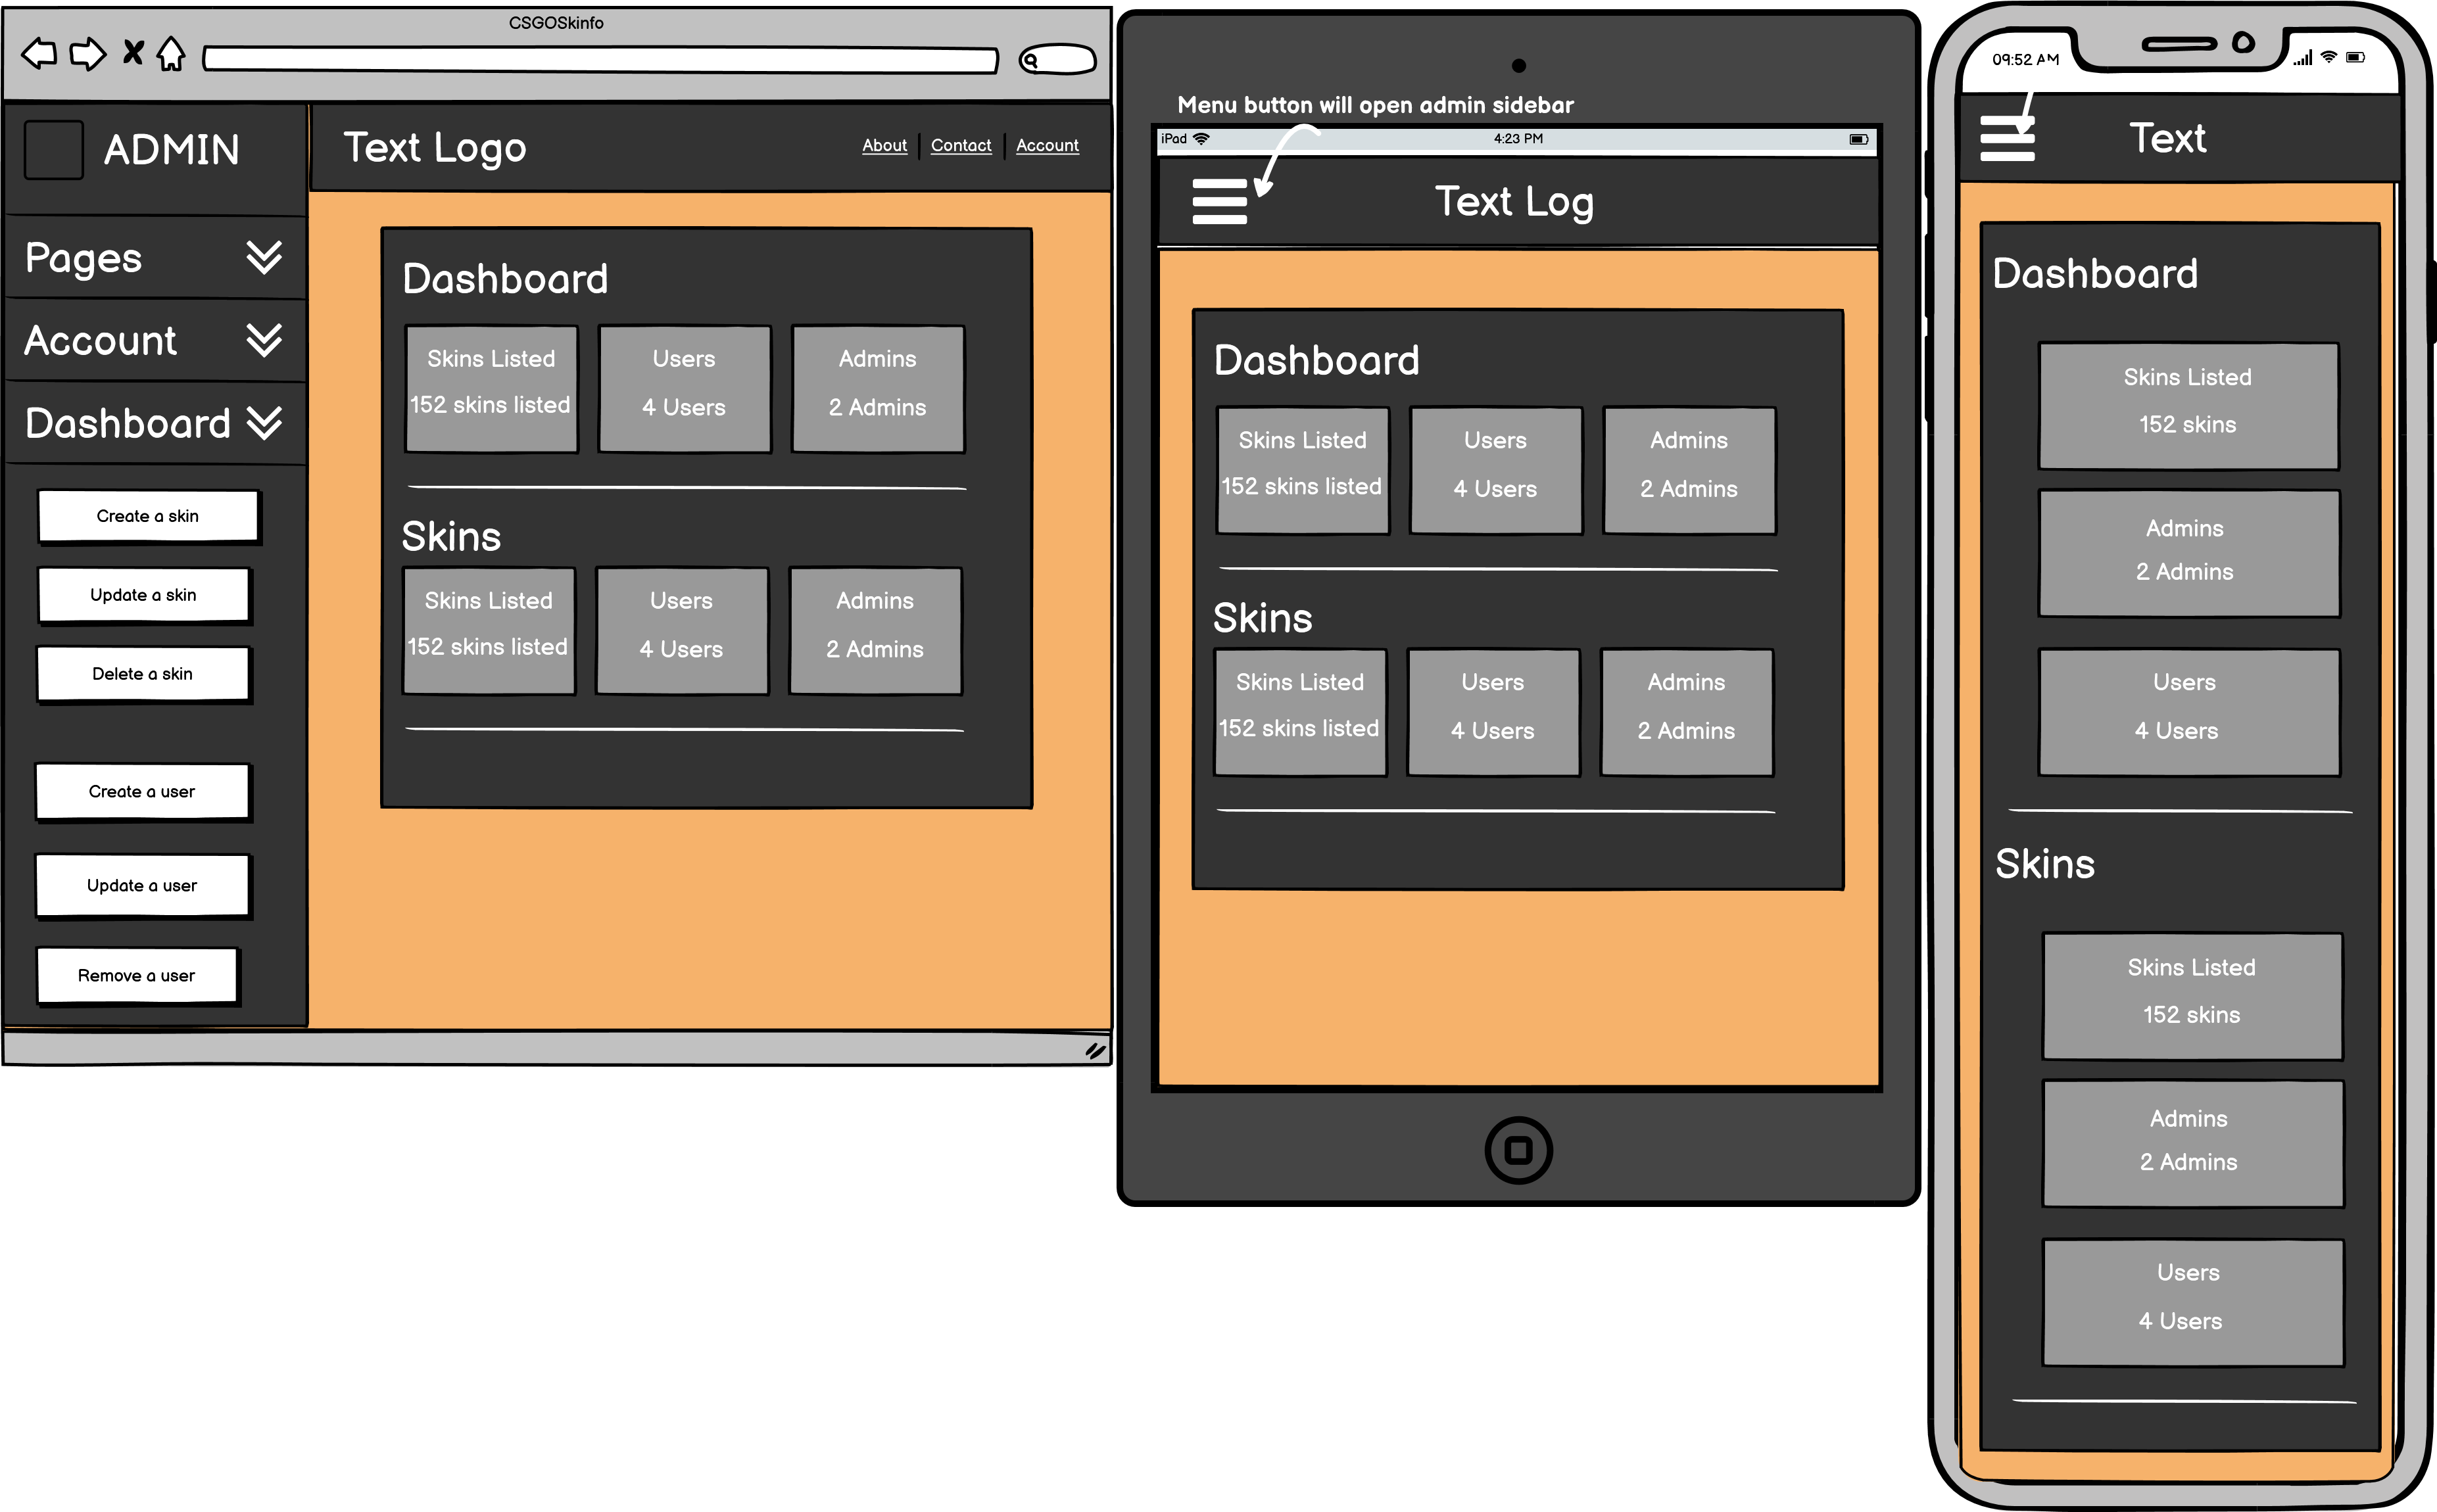 CSGOSkinfo
ADMIN
Pages
Account
Dashboard
Create a skin
Update a skin
Delete a skin
Create a user
Update a user
Remove a user
Text Logo
About Contact Account
Dashboard
Skins Listed Users Admins
152 skins listed 4 Users 2 Admins
Skins
Skins Listed Users Admins
152 skins listed 4 Users 2 Admins
Menu button will open admin sidebar
iPad 4:23 PM
Text Log
Dashboard
Skins Listed Users Admins
152 skins listed 4 Users 2 Admins
Skins
Skins Listed Users Admins
152 skins listed 4 Users 2 Admins
09:52 AM
Text
Dashboard
Skins Listed
152 skins
Admins
2 Admins
Users
4 Users
Skins
Skins Listed
152 skins
Admins
2 Admins
Users
4 Users